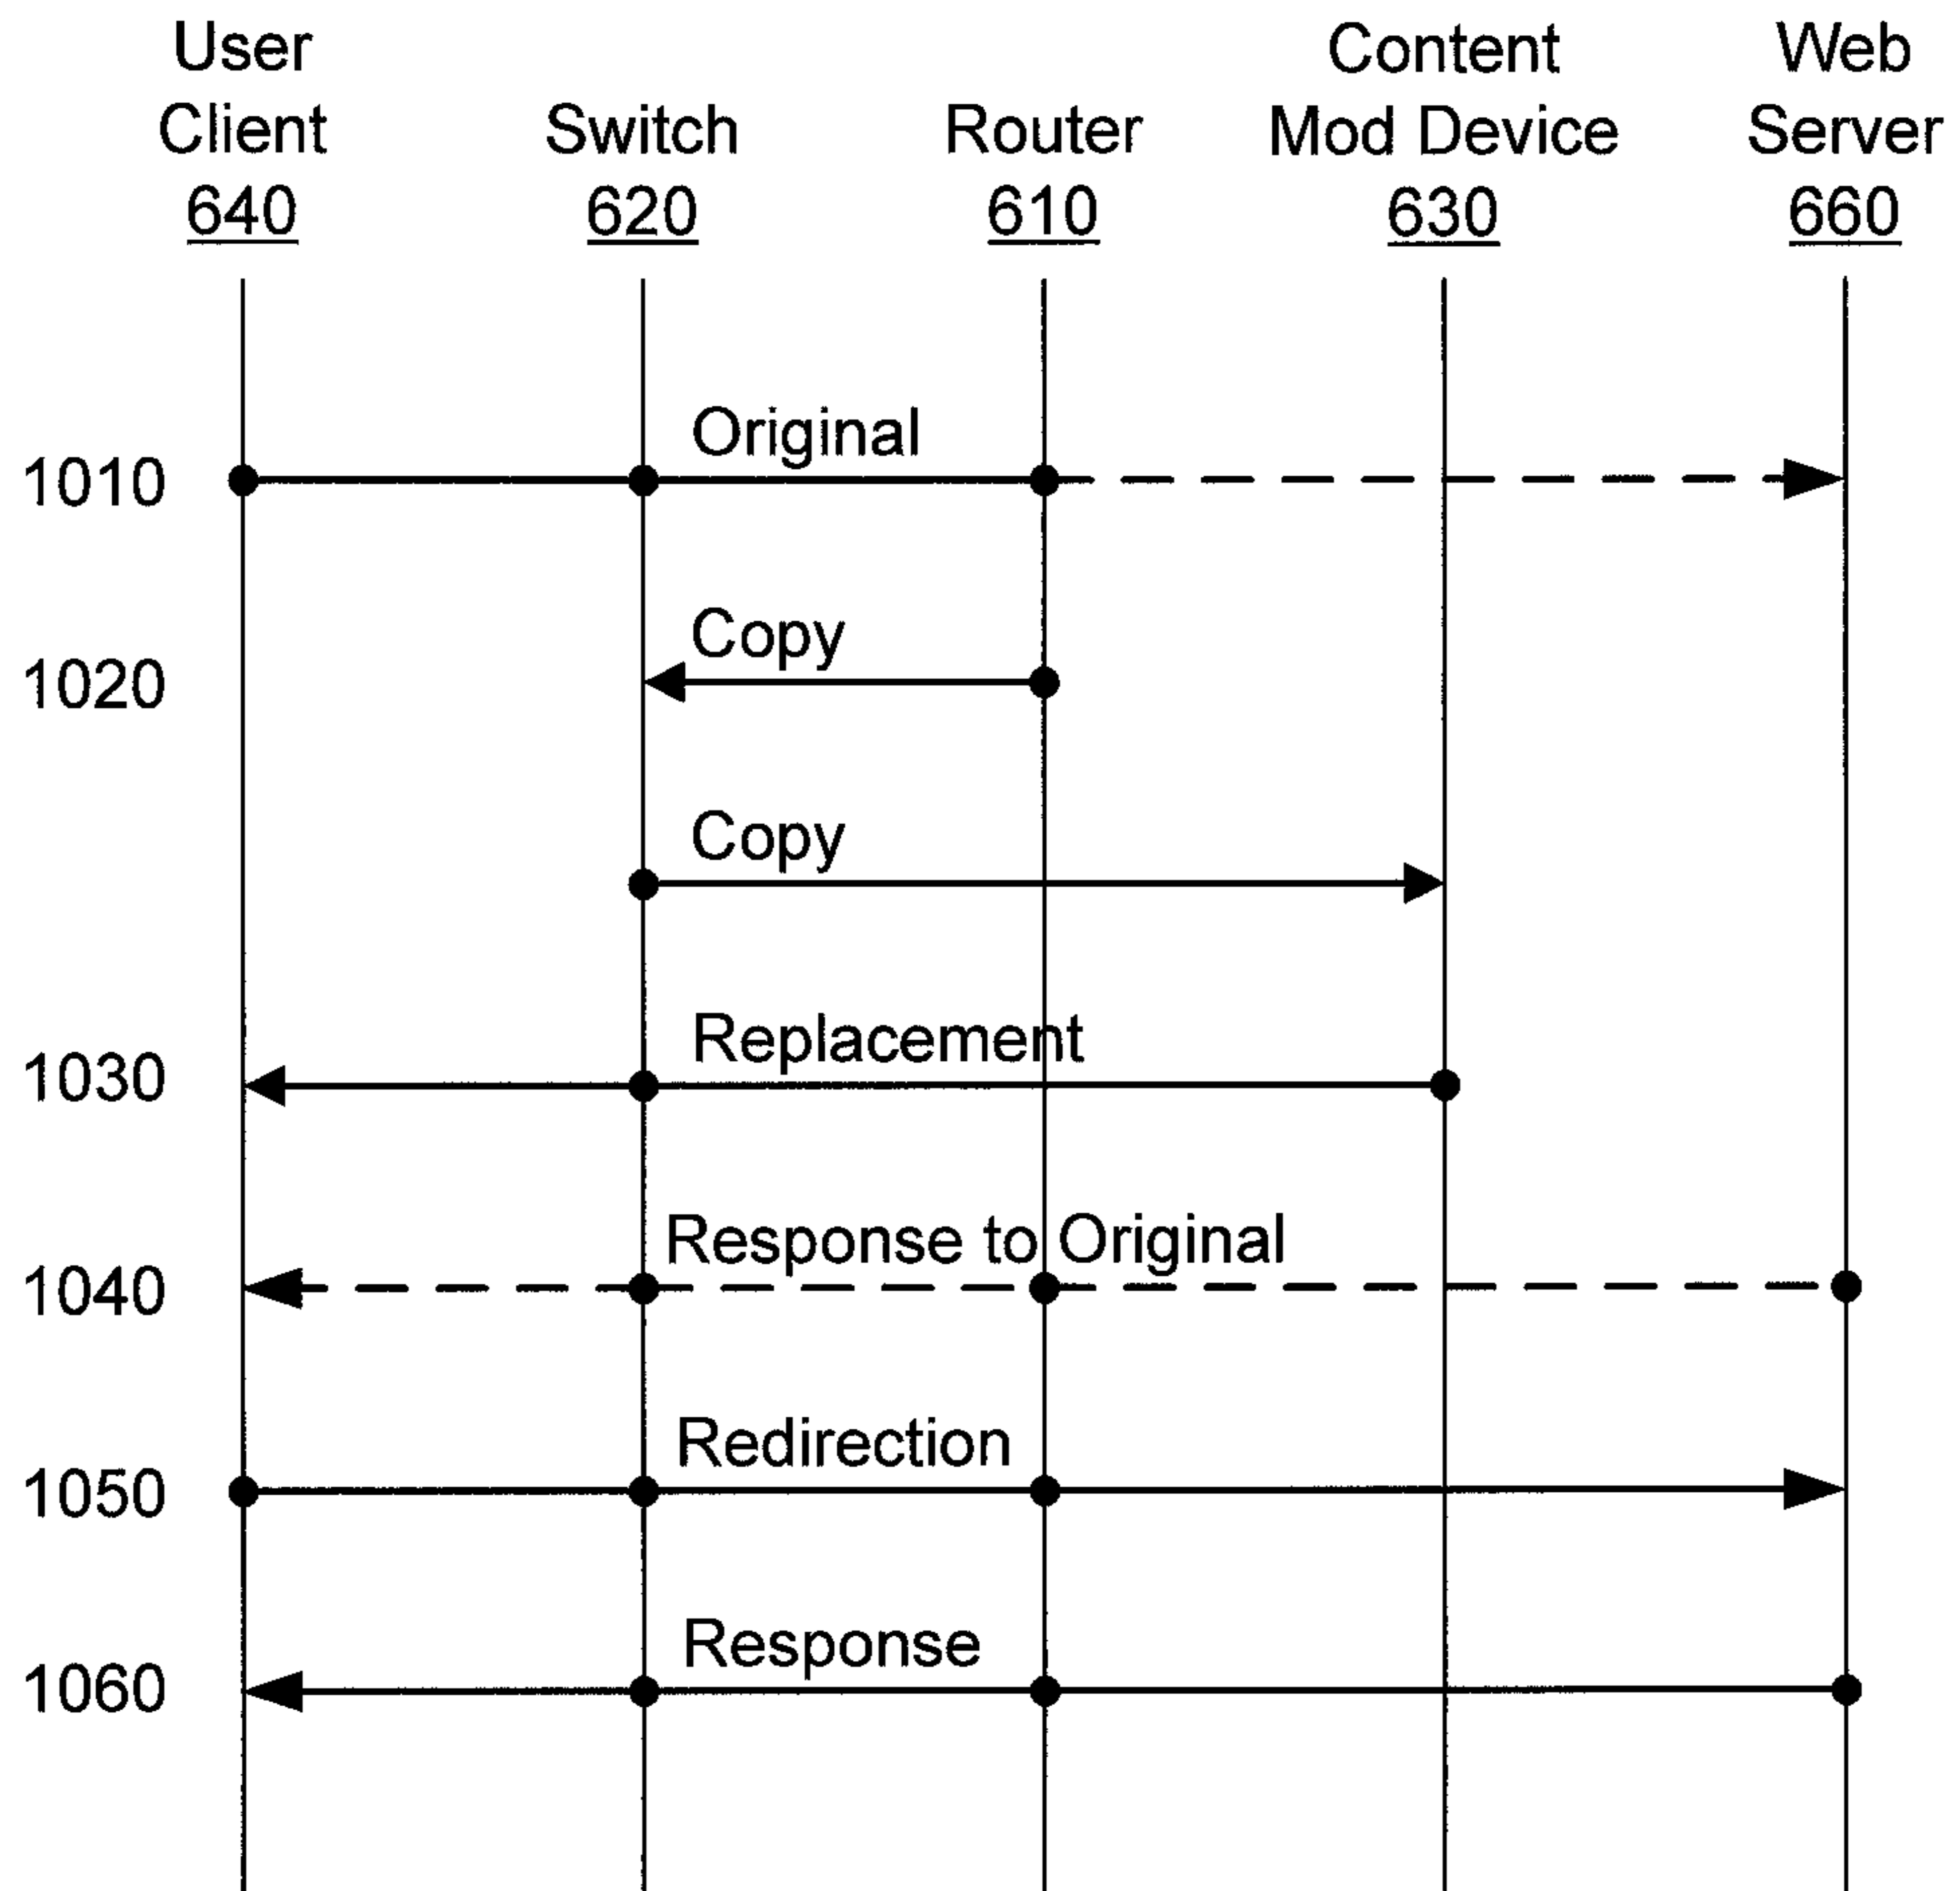 User Client 640
Switch 620
Router 610
Content Mod Device 630
Web Server 660
Original
1010
Copy
1020
Copy
Replacement
1030
Response to Original
1040
Redirection
1050
Response
1060